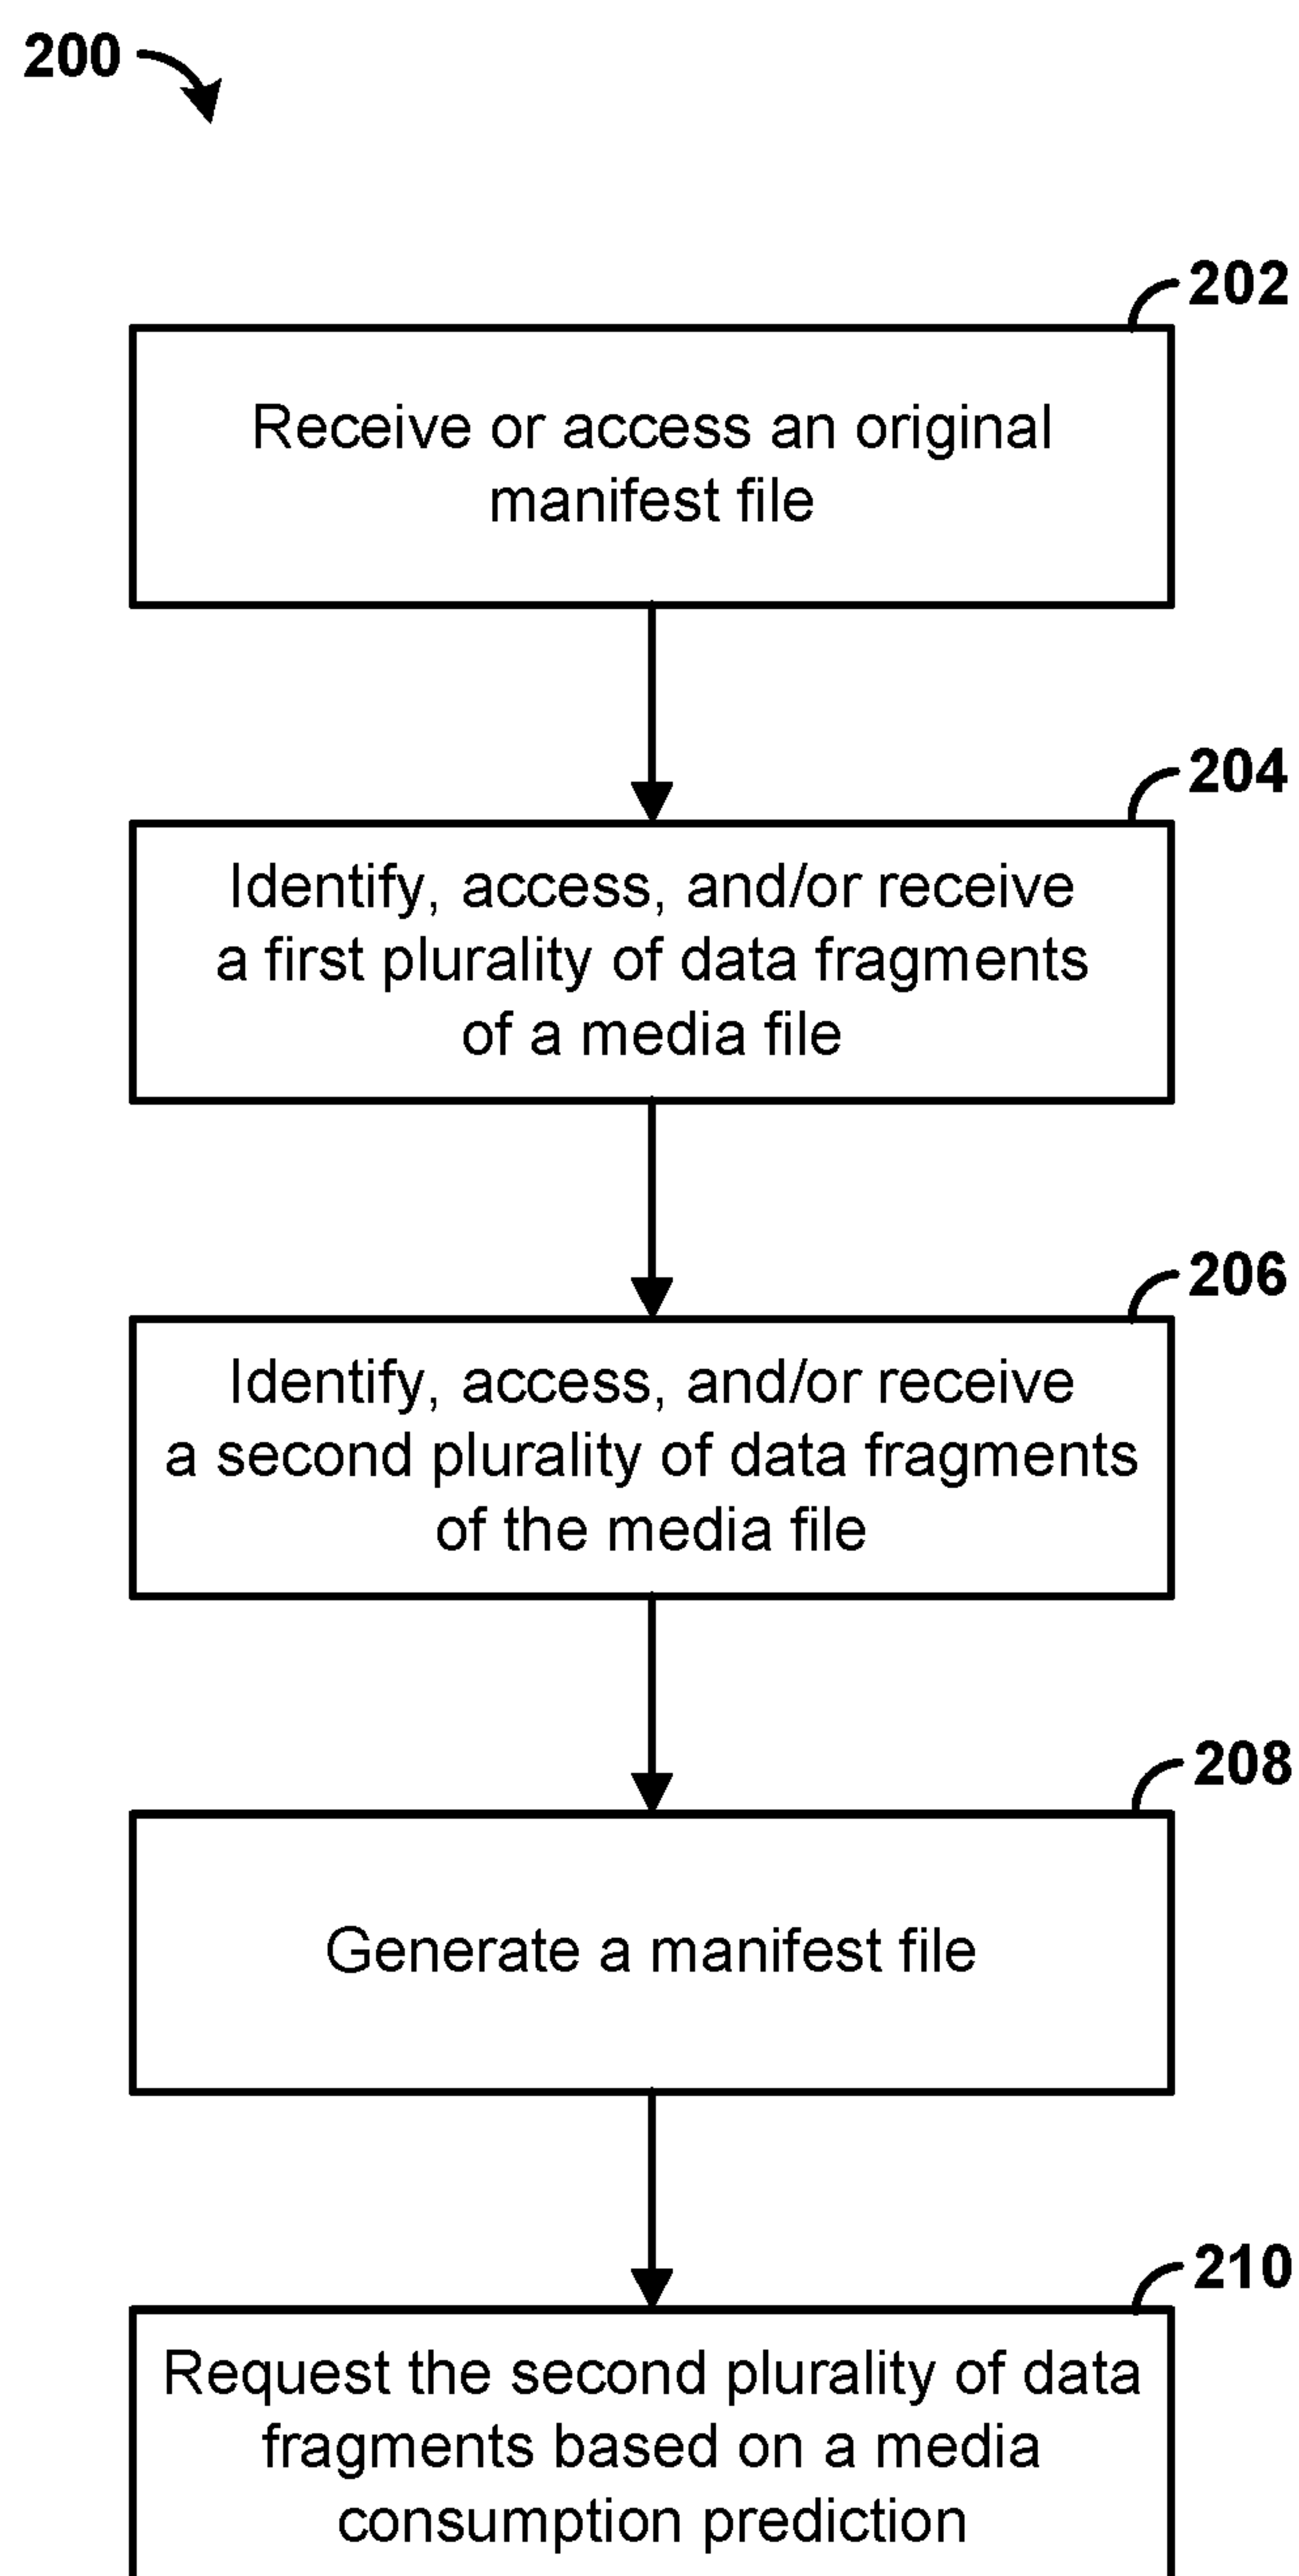 200
202
Receive or access an original
manifest file
204
Identify, access, and/or receive
a first plurality of data fragments
of a media file
206
Identify, access, and/or receive
a second plurality of data fragments
of the media file
208
Generate a manifest file
210
Request the second plurality of data
fragments based on a media
consumption prediction